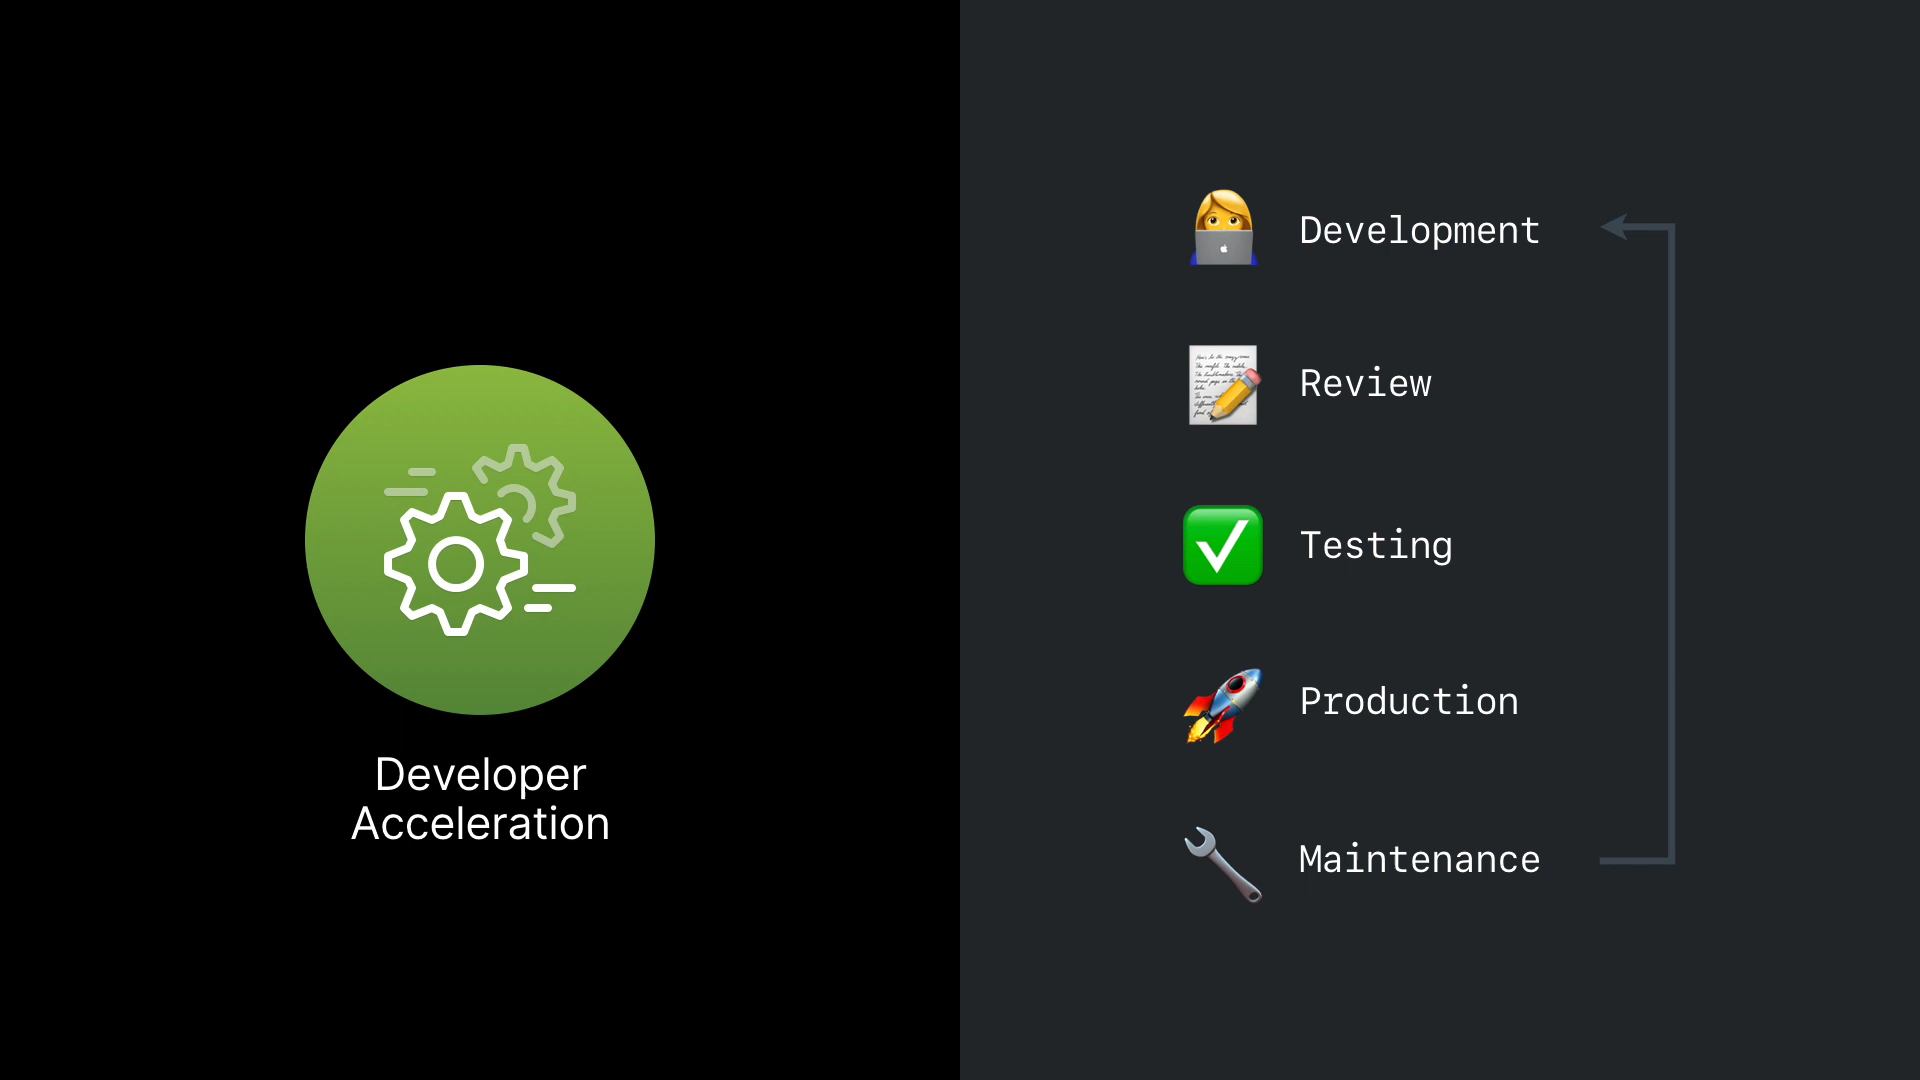 Developer
Acceleration
Development
Review
Testing
Production
Maintenance